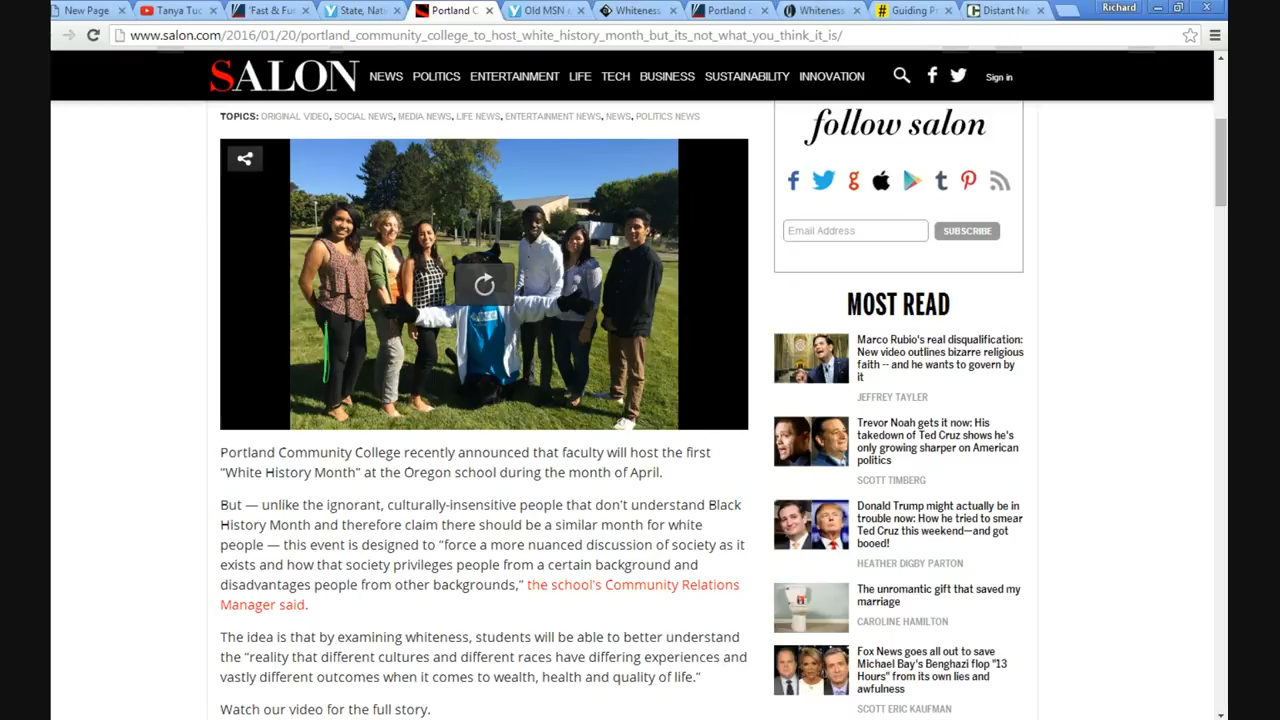 New Page
Tanya Tuc
'Fast & Fu
State, Nati
Portland C
Old MSN
Whiteness
Portland c
Whiteness
Guiding Pr
Distant Ne
Richard
www.salon.com/2016/01/20/portland_community_college_to_host_white_history_month_but_its_not_what_you_think_it_is/
SALON
NEWS POLITICS ENTERTAINMENT LIFE TECH BUSINESS SUSTAINABILITY INNOVATION
Sign in
TOPICS: ORIGINAL VIDEO, SOCIAL NEWS, MEDIA NEWS, LIFE NEWS, ENTERTAINMENT NEWS, NEWS, POLITICS NEWS
Portland Community College recently announced that faculty will host the first
“White History Month” at the Oregon school during the month of April.
But — unlike the ignorant, culturally-insensitive people that don’t understand Black
History Month and therefore claim there should be a similar month for white
people — this event is designed to “force a more nuanced discussion of society as it
exists and how that society privileges people from a certain background and
disadvantages people from other backgrounds,” the school’s Community Relations
Manager said.
The idea is that by examining whiteness, students will be able to better understand
the “reality that different cultures and different races have differing experiences and
vastly different outcomes when it comes to wealth, health and quality of life.”
Watch our video for the full story.
follow salon
Email Address
SUBSCRIBE
MOST READ
Marco Rubio's real disqualification:
New video outlines bizarre religious
faith -- and he wants to govern by
it
JEFFREY TAYLER
Trevor Noah gets it now: His
takedown of Ted Cruz shows he's
only growing sharper on American
politics
SCOTT TIMBERG
Donald Trump might actually be in
trouble now: How he tried to smear
Ted Cruz this weekend—and got
booed!
HEATHER DIGBY PARTON
The unromantic gift that saved my
marriage
CAROLINE HAMILTON
Fox News goes all out to save
Michael Bay's Benghazi flop "13
Hours" from its own lies and
awfulness
SCOTT ERIC KAUFMAN